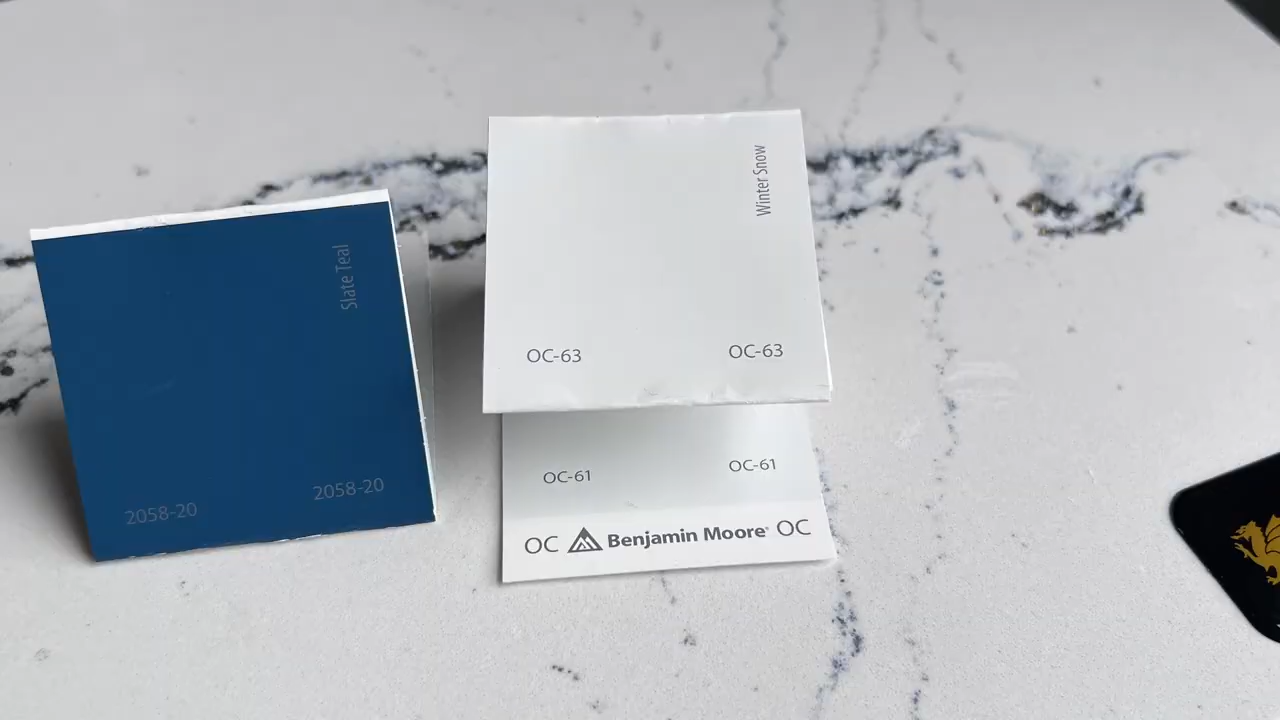 Slate Teal
2058-20
2058-20
Winter Snow
OC-63
OC-63
OC-61
OC-61
OC Benjamin Moore® OC